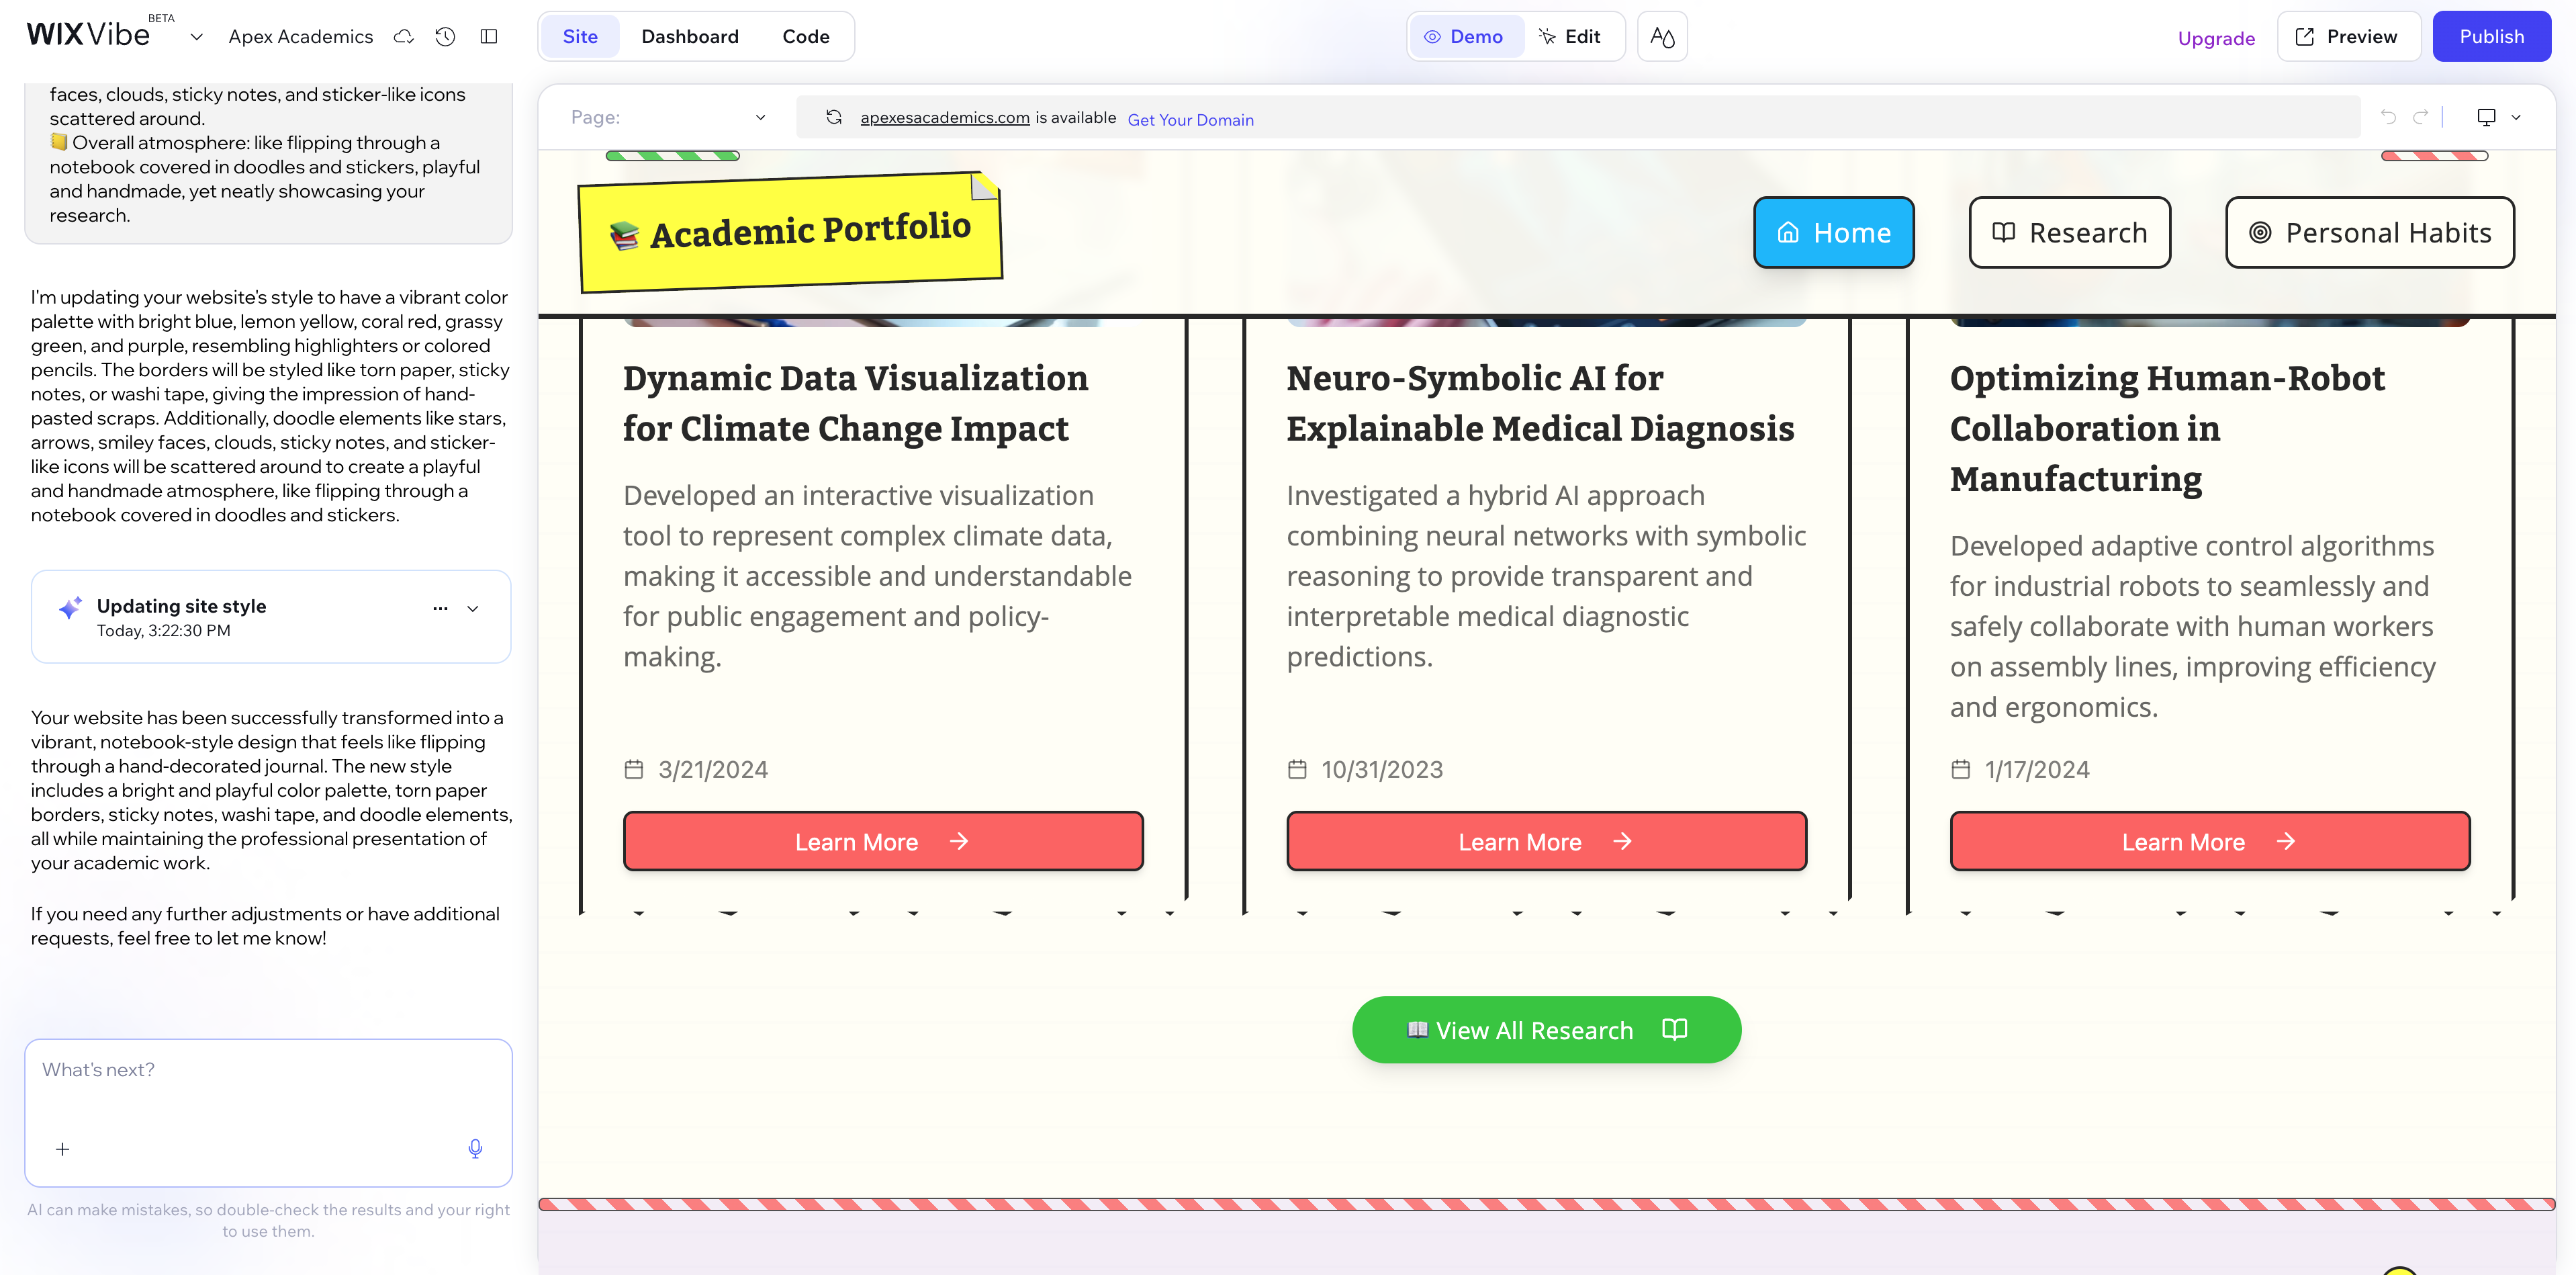 WIX Vibe BETA
Apex Academics
Site
Dashboard
Code
Demo
Edit
Upgrade
Preview
Publish
faces, clouds, sticky notes, and sticker-like icons
scattered around.
📒 Overall atmosphere: like flipping through a
notebook covered in doodles and stickers, playful
and handmade, yet neatly showcasing your
research.
I'm updating your website's style to have a vibrant color
palette with bright blue, lemon yellow, coral red, grassy
green, and purple, resembling highlighters or colored
pencils. The borders will be styled like torn paper, sticky
notes, or washi tape, giving the impression of hand-
pasted scraps. Additionally, doodle elements like stars,
arrows, smiley faces, clouds, sticky notes, and sticker-
like icons will be scattered around to create a playful
and handmade atmosphere, like flipping through a
notebook covered in doodles and stickers.
Updating site style
Today, 3:22:30 PM
Your website has been successfully transformed into a
vibrant, notebook-style design that feels like flipping
through a hand-decorated journal. The new style
includes a bright and playful color palette, torn paper
borders, sticky notes, washi tape, and doodle elements,
all while maintaining the professional presentation of
your academic work.
If you need any further adjustments or have additional
requests, feel free to let me know!
What's next?
AI can make mistakes, so double-check the results and your right
to use them.
Page:
apexesacademics.com is available Get Your Domain
📚 Academic Portfolio
Home
Research
Personal Habits
Dynamic Data Visualization
for Climate Change Impact
Developed an interactive visualization
tool to represent complex climate data,
making it accessible and understandable
for public engagement and policy-
making.
3/21/2024
Learn More →
Neuro-Symbolic AI for
Explainable Medical Diagnosis
Investigated a hybrid AI approach
combining neural networks with symbolic
reasoning to provide transparent and
interpretable medical diagnostic
predictions.
10/31/2023
Learn More →
Optimizing Human-Robot
Collaboration in
Manufacturing
Developed adaptive control algorithms
for industrial robots to seamlessly and
safely collaborate with human workers
on assembly lines, improving efficiency
and ergonomics.
1/17/2024
Learn More →
📖 View All Research